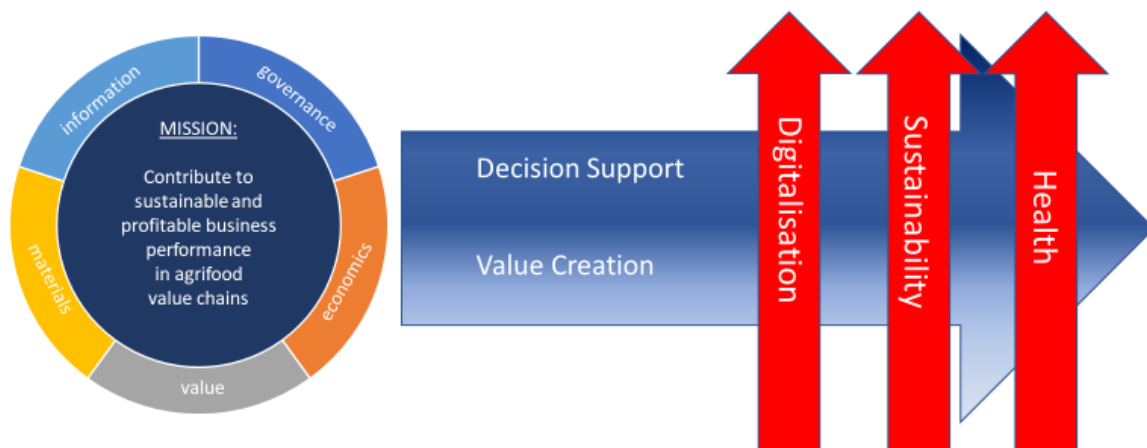 information
governance
MISSION:
Contribute to
sustainable and
profitable business
performance
in agrifood
value chains
materials
economics
value
Decision Support
Value Creation
Digitalisation
Sustainability
Health